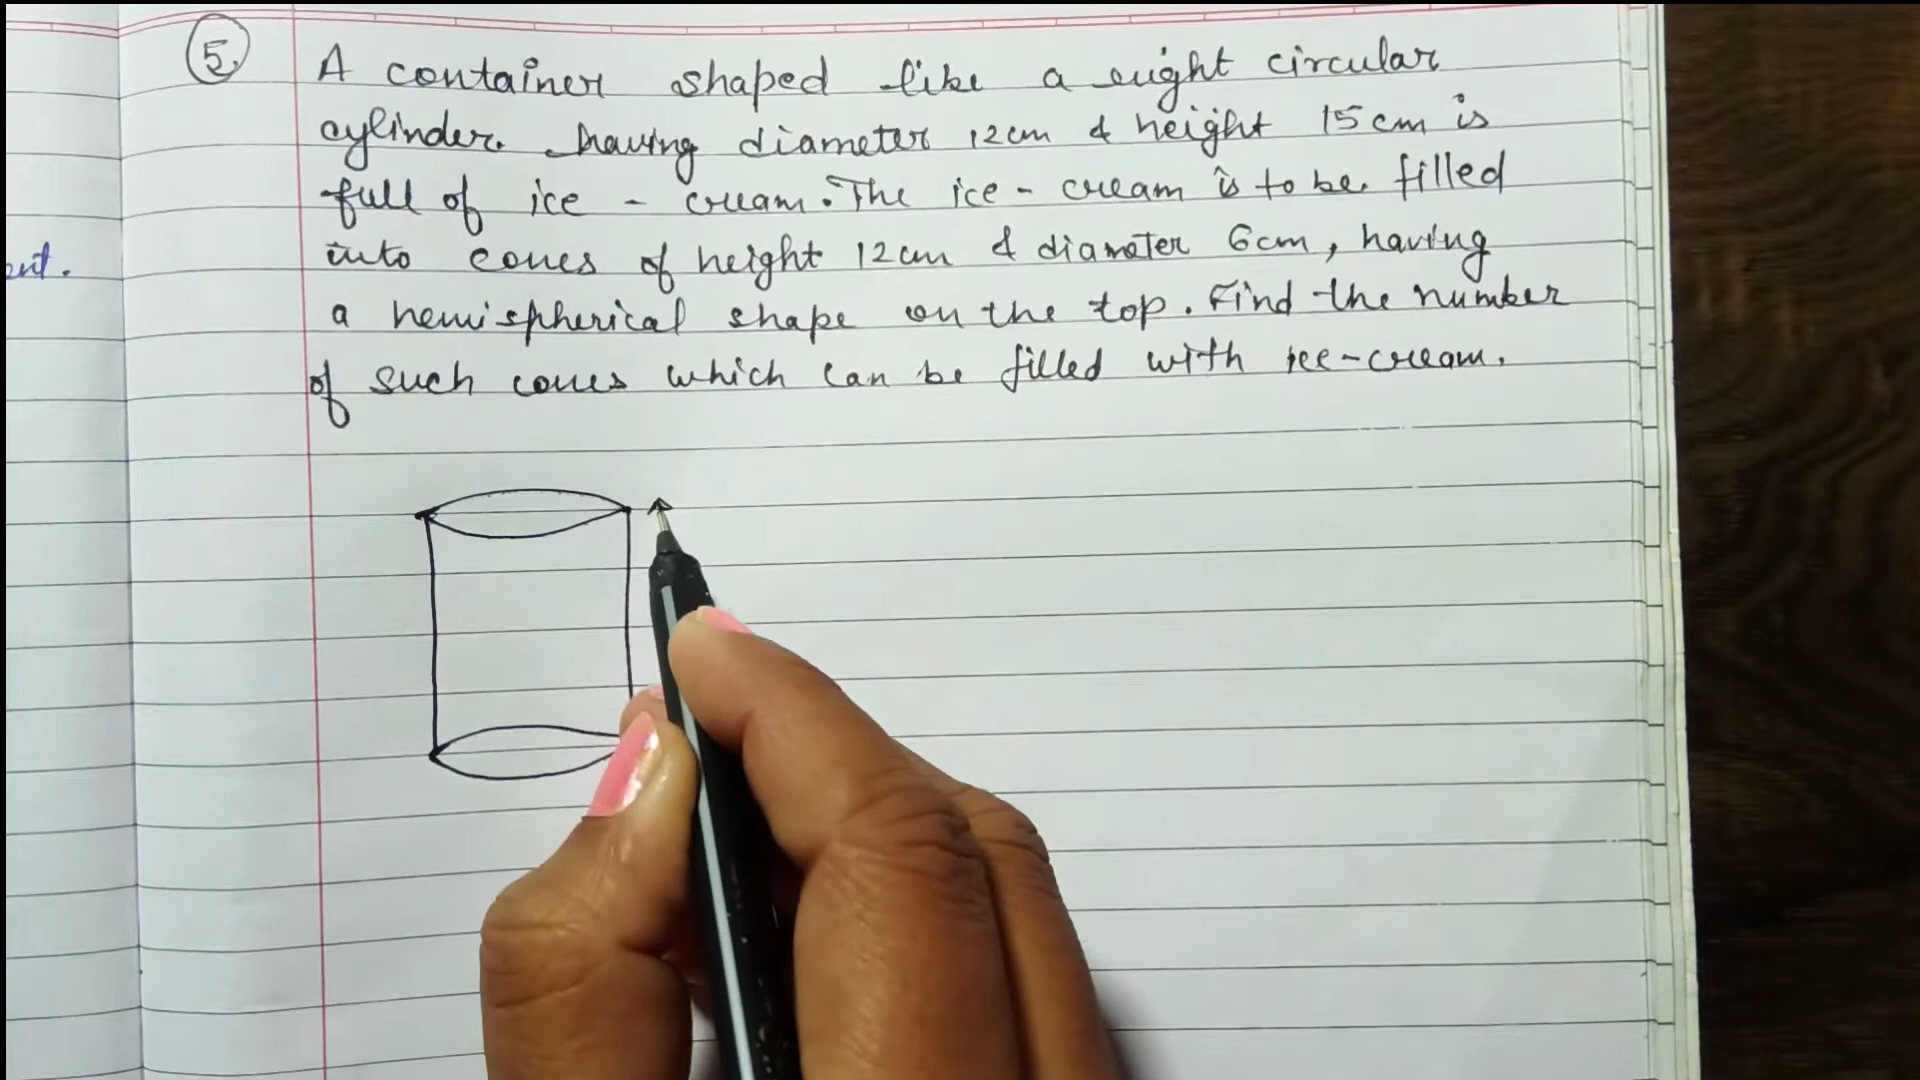 5.
A container shaped like a right circular
cylinder having diameter 12cm & height 15cm is
full of ice - cream. The ice - cream is to be filled
into cones of height 12cm & diameter 6cm, having
a hemispherical shape on the top. Find the number
of such cones which can be filled with ice-cream.